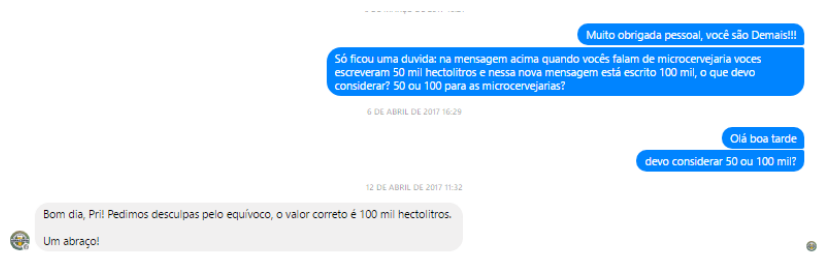 Muito obrigada pessoal, você são Demais!!!
Só ficou uma duvida: na mensagem acima quando vocês falam de microcervejaria voces
escreveram 50 mil hectolitros e nessa nova mensagem está escrito 100 mil, o que devo
considerar? 50 ou 100 para as microcervejarias?
6 DE ABRIL DE 2017 16:29
Olá boa tarde
devo considerar 50 ou 100 mil?
12 DE ABRIL DE 2017 11:32
Bom dia, Pri! Pedimos desculpas pelo equívoco, o valor correto é 100 mil hectolitros.
Um abraço!